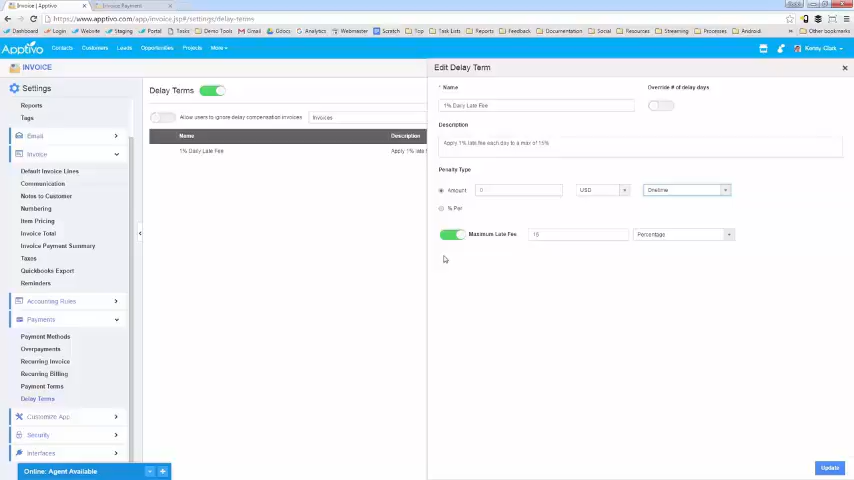 Invoice | Apptivo
Invoice Payment
https://www.apptivo.com/app/invoice.jsp#/settings/delay-terms
Dashboard Login Website Staging Portal Tasks Demo Tools Gmail Gdocs Analytics Webmaster Scratch Top Task Lists Reports Feedback Documentation Social Resources Streaming Processes Android Other bookmarks
Apptivo Contacts Customers Leads Opportunities Projects More Kenny Clark
INVOICE
Edit Delay Term
Settings
Reports
Tags
Email
Invoice
Default Invoice Lines
Communication
Notes to Customer
Numbering
Item Pricing
Invoice Total
Invoice Payment Summary
Taxes
Quickbooks Export
Reminders
Accounting Rules
Payments
Payment Methods
Overpayments
Recurring Invoice
Recurring Billing
Payment Terms
Delay Terms
Customize App
Security
Interfaces
Online: Agent Available
Delay Terms
Allow users to ignore delay compensation invoices Invoices
Name Description
1% Daily Late Fee Apply 1% late f
* Name Override # of delay days
1% Daily Late Fee
Description
Apply 1% late fee each day to a max of 15%
Penalty Type
Amount 0 USD Onetime
% Per
Maximum Late Fee 15 Percentage
Update